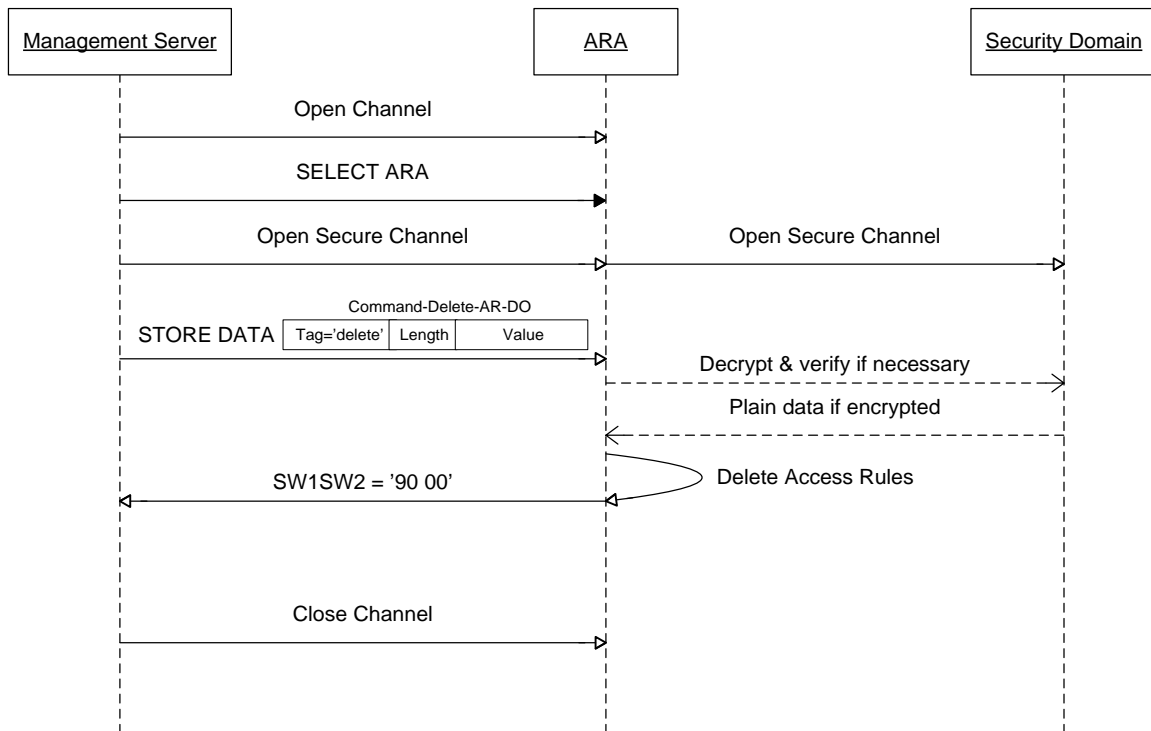 Management Server
ARA
Security Domain
Open Channel
SELECT ARA
Open Secure Channel
Open Secure Channel
Command-Delete-AR-DO
STORE DATA
Tag='delete'
Length
Value
Decrypt & verify if necessary
Plain data if encrypted
Delete Access Rules
SW1SW2 = '90 00'
Close Channel